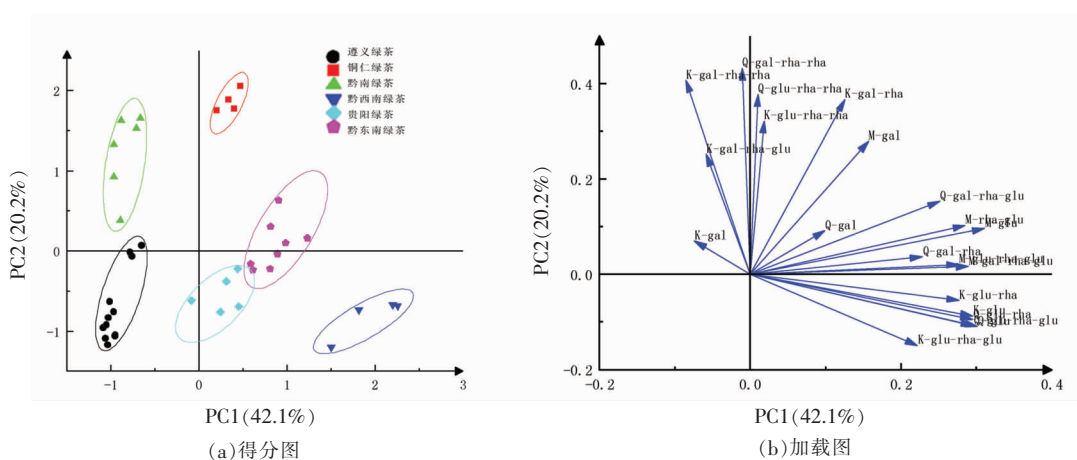 遵义绿茶
铜仁绿茶
黔南绿茶
黔西南绿茶
贵阳绿茶
黔东南绿茶
PC2(20.2%)
2
1
0
-1
-1
0
1
2
3
PC1(42.1%)
(a)得分图
PC2(20.2%)
0.4
0.2
0.0
-0.2
-0.2
0.0
0.2
0.4
Q-gal-rha-rha
K-gal-rha-rha
Q-glu-rha-rha
K-gal-rha
K-glu-rha-rha
M-gal
K-gal-rha-glu
Q-gal-rha-glu
M-rha-glu
M-glu
Q-gal
K-gal
Q-gal-rha
M-gal-rha-glu
K-glu-rha
K-glu
K-glu-rha-glu
PC1(42.1%)
(b)加载图